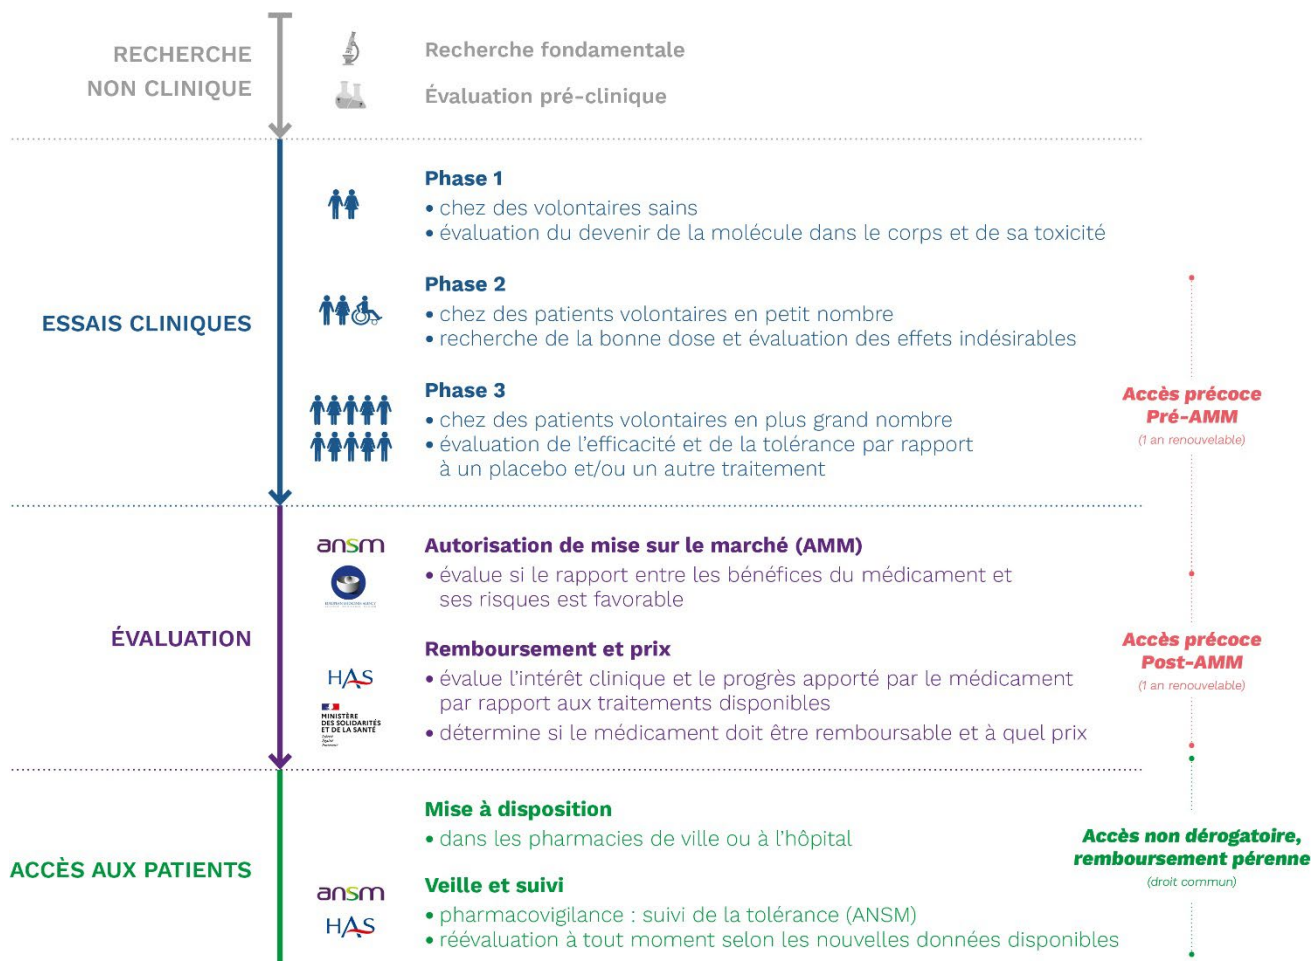 RECHERCHE
NON CLINIQUE
Recherche fondamentale
Évaluation pré-clinique
ESSAIS CLINIQUES
Phase 1
• chez des volontaires sains
• évaluation du devenir de la molécule dans le corps et de sa toxicité
Phase 2
• chez des patients volontaires en petit nombre
• recherche de la bonne dose et évaluation des effets indésirables
Phase 3
• chez des patients volontaires en plus grand nombre
• évaluation de l’efficacité et de la tolérance par rapport
à un placebo et/ou un autre traitement
Accès précoce
Pré-AMM
(1 an renouvelable)
ÉVALUATION
ansm
Autorisation de mise sur le marché (AMM)
• évalue si le rapport entre les bénéfices du médicament et
ses risques est favorable
EUROPEAN MEDICINES AGENCY
Remboursement et prix
HAS
• évalue l’intérêt clinique et le progrès apporté par le médicament
par rapport aux traitements disponibles
• détermine si le médicament doit être remboursable et à quel prix
MINISTÈRE
DES SOLIDARITÉS
ET DE LA SANTÉ
Accès précoce
Post-AMM
(1 an renouvelable)
ACCÈS AUX PATIENTS
Mise à disposition
• dans les pharmacies de ville ou à l’hôpital
Veille et suivi
ansm
HAS
• pharmacovigilance : suivi de la tolérance (ANSM)
• réévaluation à tout moment selon les nouvelles données disponibles
Accès non dérogatoire,
remboursement pérenne
(droit commun)